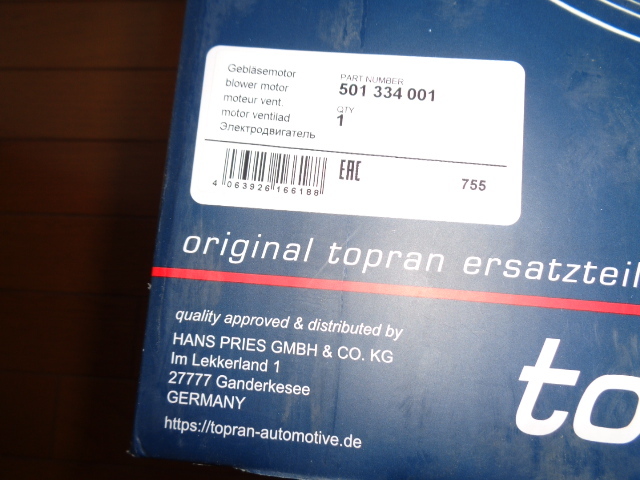 Gebläsemotor
blower motor
moteur vent.
motor ventilad
Электродвигатель
PART NUMBER
501 334 001
QTY
1
4 063926 166188
EAC
755
original topran ersatzteil
quality approved & distributed by
HANS PRIES GMBH & CO. KG
Im Lekkerland 1
27777 Ganderkesee
GERMANY
https://topran-automotive.de
to